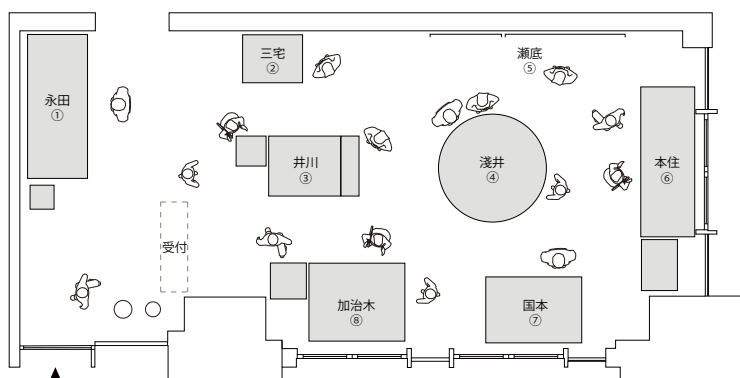 永田
①
三宅
②
井川
③
淺井
④
瀬底
⑤
本住
⑥
国本
⑦
加治木
⑧
受付